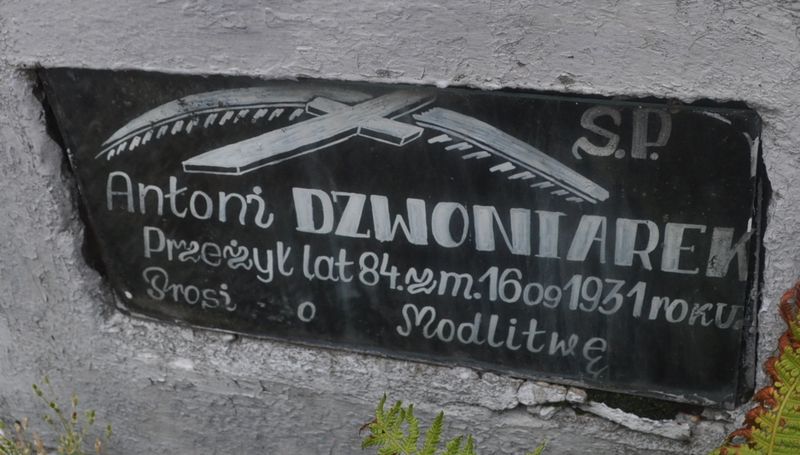 S.P.
Antoni DZWONIAREK
Przeżył lat 84. zm. 16 09 1931 roku.
Prosi o Modlitwę